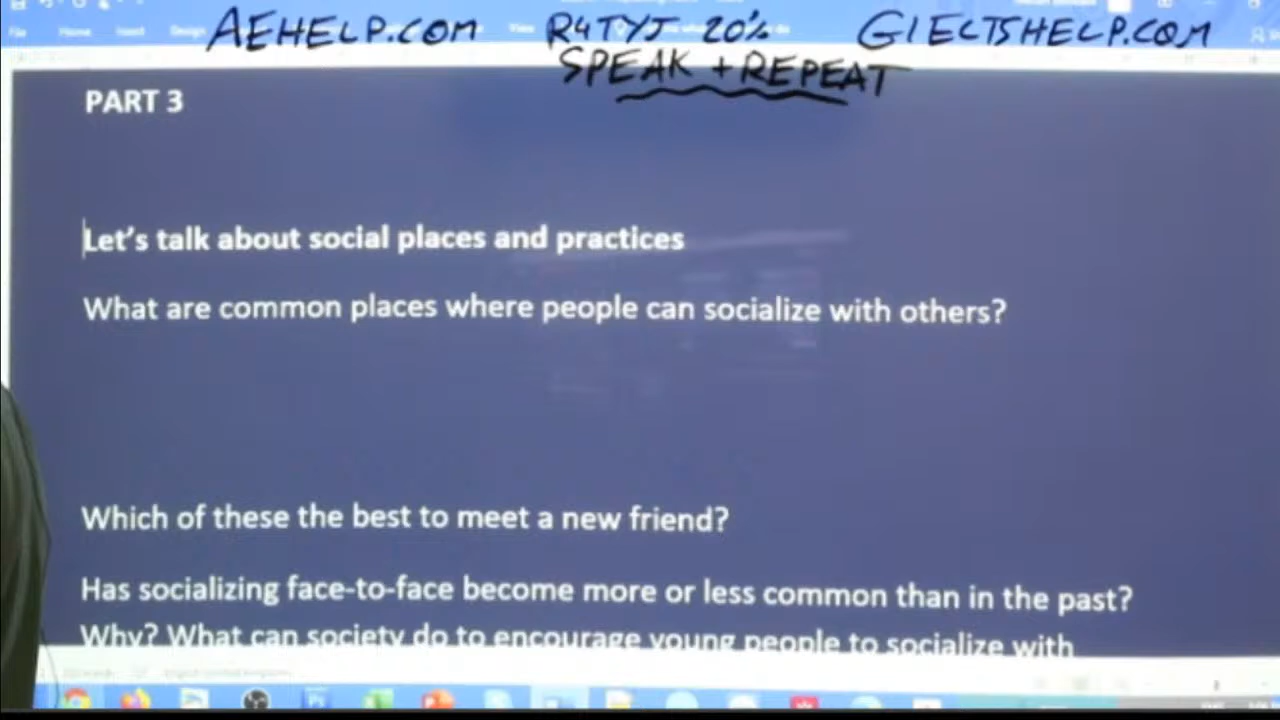 AEHELP.COM R4TYJ 20% GIELTSHELP.COM
SPEAK + REPEAT
PART 3
Let's talk about social places and practices
What are common places where people can socialize with others?
Which of these the best to meet a new friend?
Has socializing face-to-face become more or less common than in the past?
Why? What can society do to encourage young people to socialize with